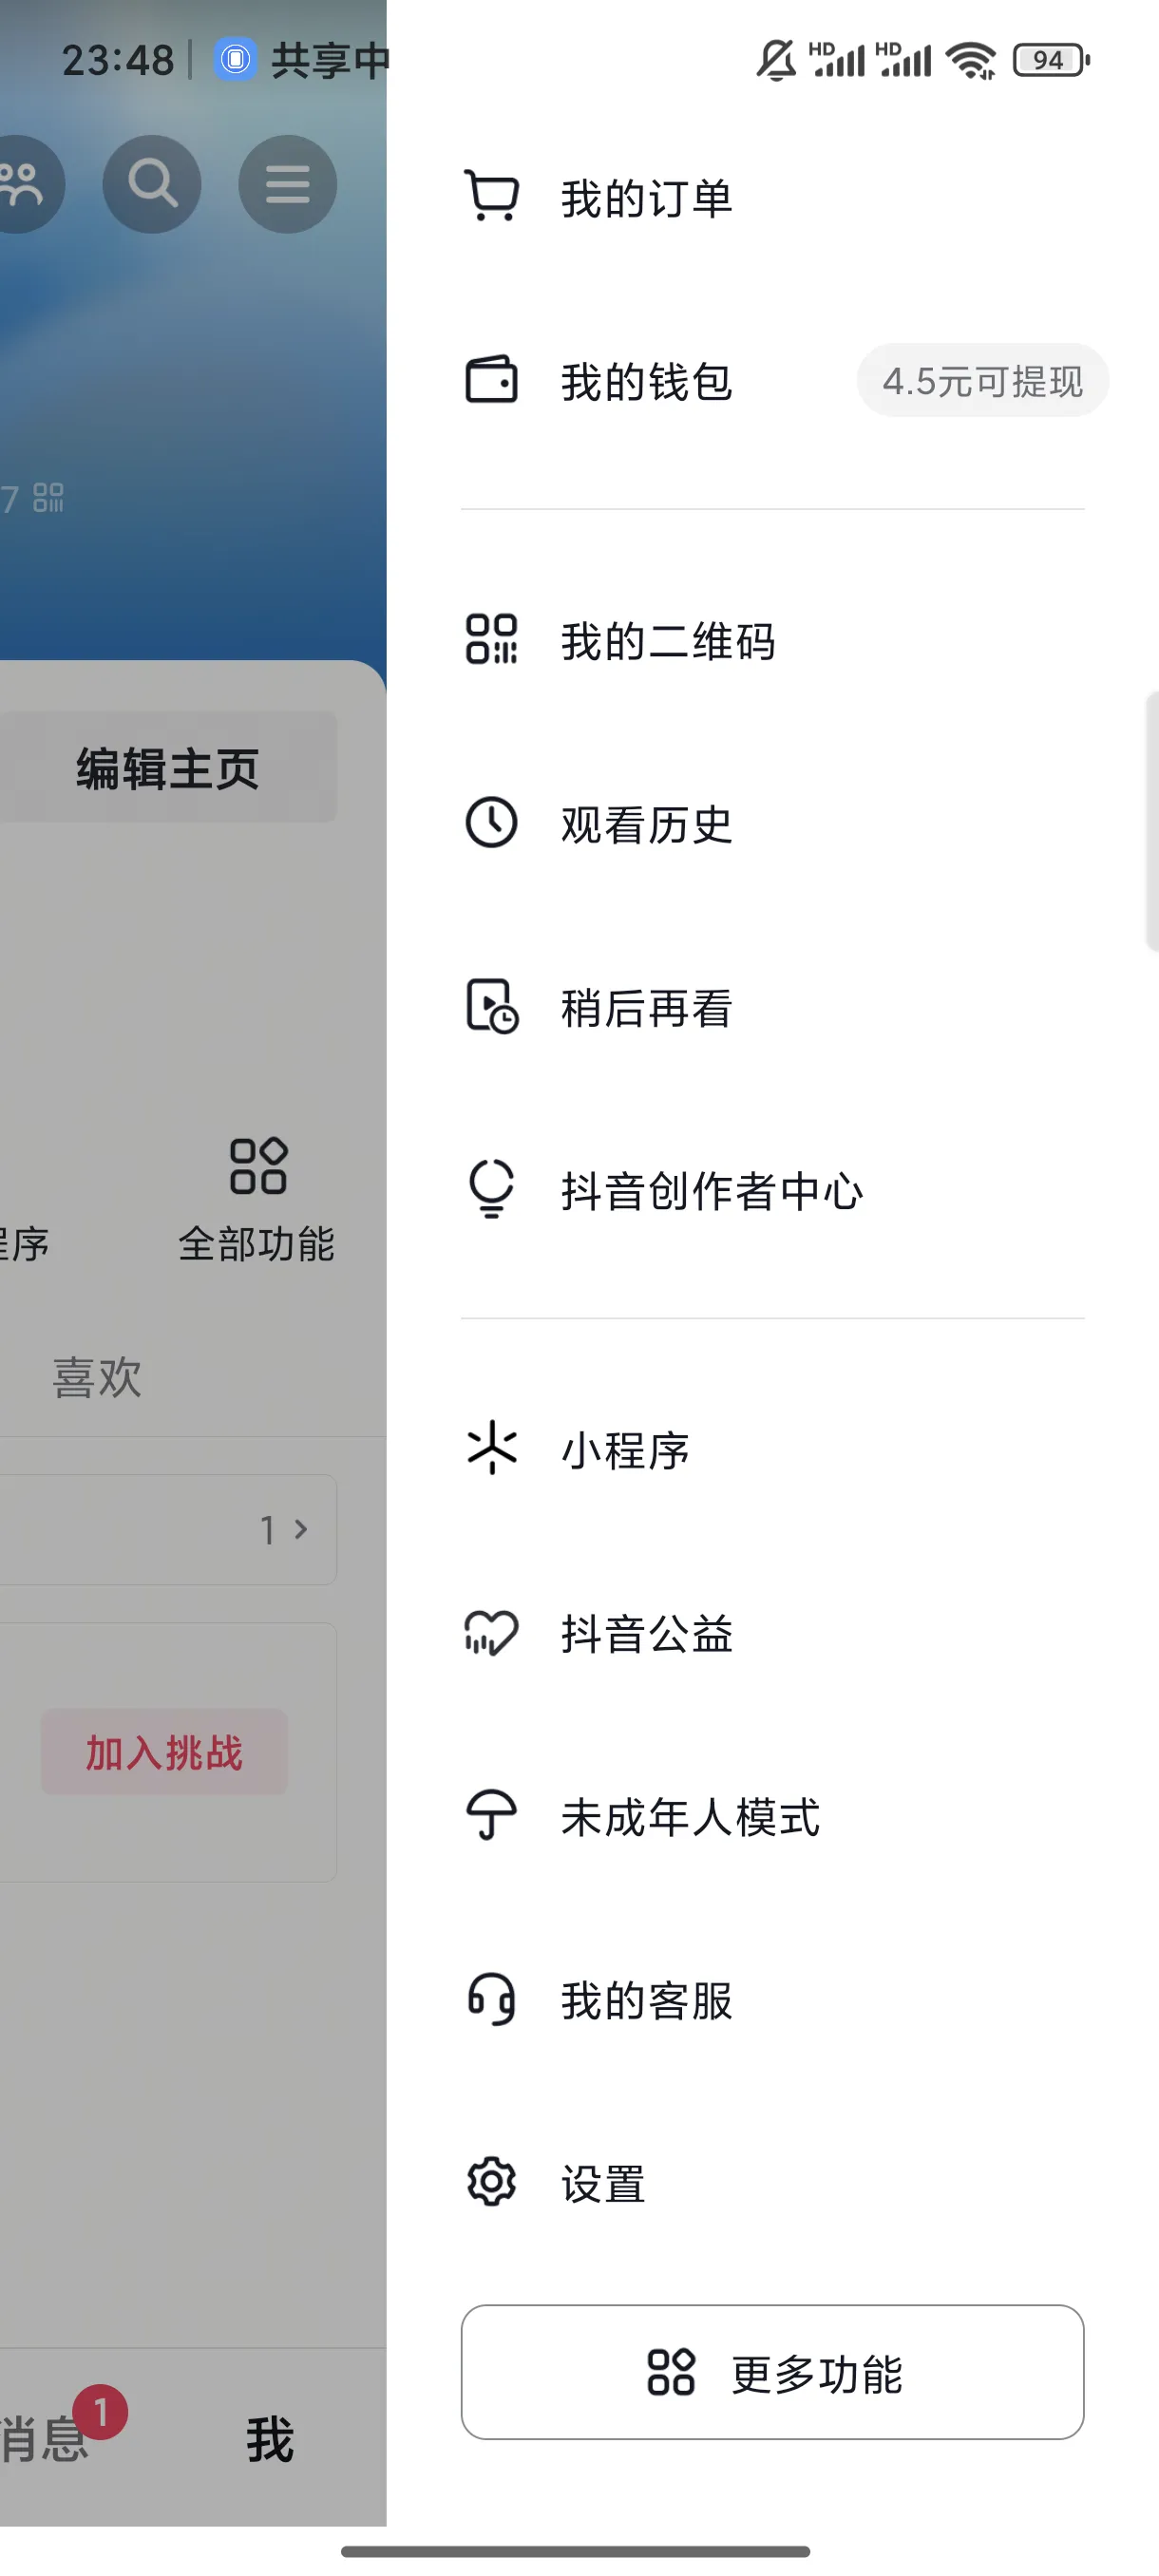 23:48
共享中
HD
HD
94
我的订单
我的钱包
4.5元可提现
7
我的二维码
编辑主页
观看历史
稍后再看
抖音创作者中心
程序
全部功能
喜欢
小程序
1
抖音公益
加入挑战
未成年人模式
我的客服
设置
更多功能
消息
1
我